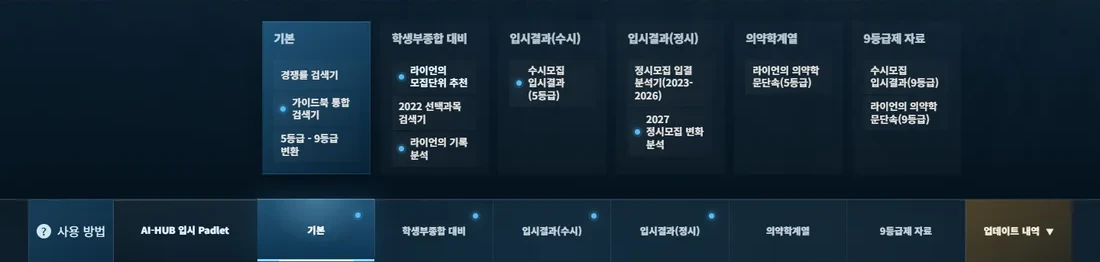 기본
경쟁률 검색기
가이드북 통합
검색기
5등급 - 9등급
변환
학생부종합 대비
라이언의
모집단위 추천
2022 선택과목
검색기
라이언의 기록
분석
입시결과(수시)
수시모집
입시결과
(5등급)
입시결과(정시)
정시모집 입결
분석기(2023-
2026)
2027
정시모집 변화
분석
의약학계열
라이언의 의약학
문단속(5등급)
9등급제 자료
수시모집
입시결과(9등급)
라이언의 의약학
문단속(9등급)
? 사용 방법
AI-HUB 입시 Padlet
기본
학생부종합 대비
입시결과(수시)
입시결과(정시)
의약학계열
9등급제 자료
업데이트 내역 ▼